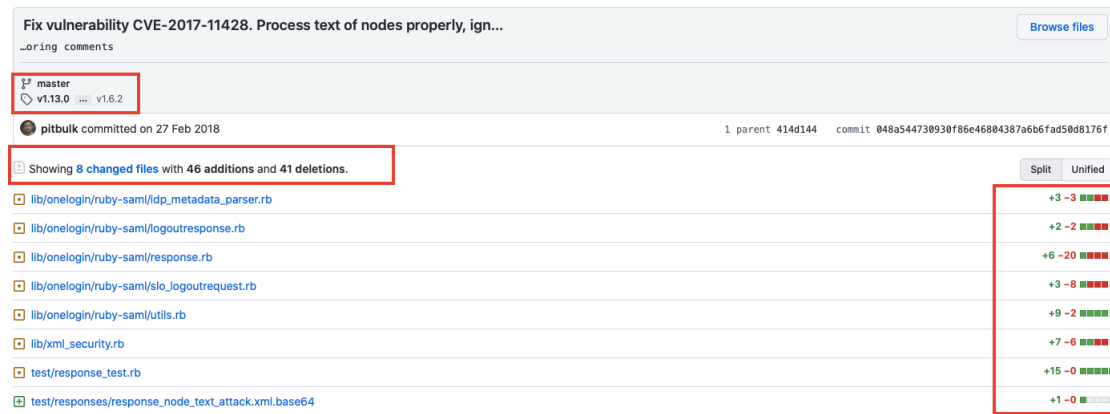 Fix vulnerability CVE-2017-11428. Process text of nodes properly, ign...
Browse files
…oring comments
master
v1.13.0 ... v1.6.2
pitbulk committed on 27 Feb 2018
1 parent 414d144 commit 048a544730930f86e46804387a6b6fad50d8176f
Showing 8 changed files with 46 additions and 41 deletions.
Split Unified
lib/onelogin/ruby-saml/idp_metadata_parser.rb +3 −3
lib/onelogin/ruby-saml/logoutresponse.rb +2 −2
lib/onelogin/ruby-saml/response.rb +6 −20
lib/onelogin/ruby-saml/slo_logoutrequest.rb +3 −8
lib/onelogin/ruby-saml/utils.rb +9 −2
lib/xml_security.rb +7 −6
test/response_test.rb +15 −0
test/responses/response_node_text_attack.xml.base64 +1 −0